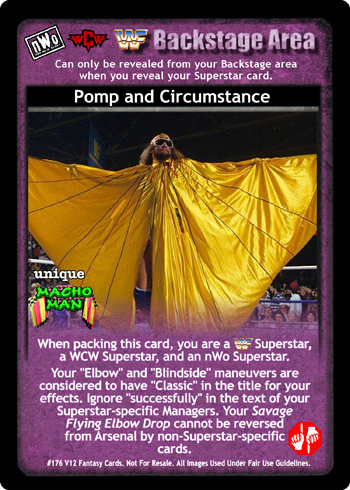 nWo WCW WF Backstage Area
Can only be revealed from your Backstage area
when you reveal your Superstar card.
Pomp and Circumstance
unique
MACHO
MAN
When packing this card, you are a WF Superstar,
a WCW Superstar, and an nWo Superstar.
Your "Elbow" and "Blindside" maneuvers are
considered to have "Classic" in the title for your
effects. Ignore "successfully" in the text of your
Superstar-specific Managers. Your Savage
Flying Elbow Drop cannot be reversed
from Arsenal by non-Superstar-specific
cards.
#176 V12 Fantasy Cards. Not For Resale. All Images Used Under Fair Use Guidelines.